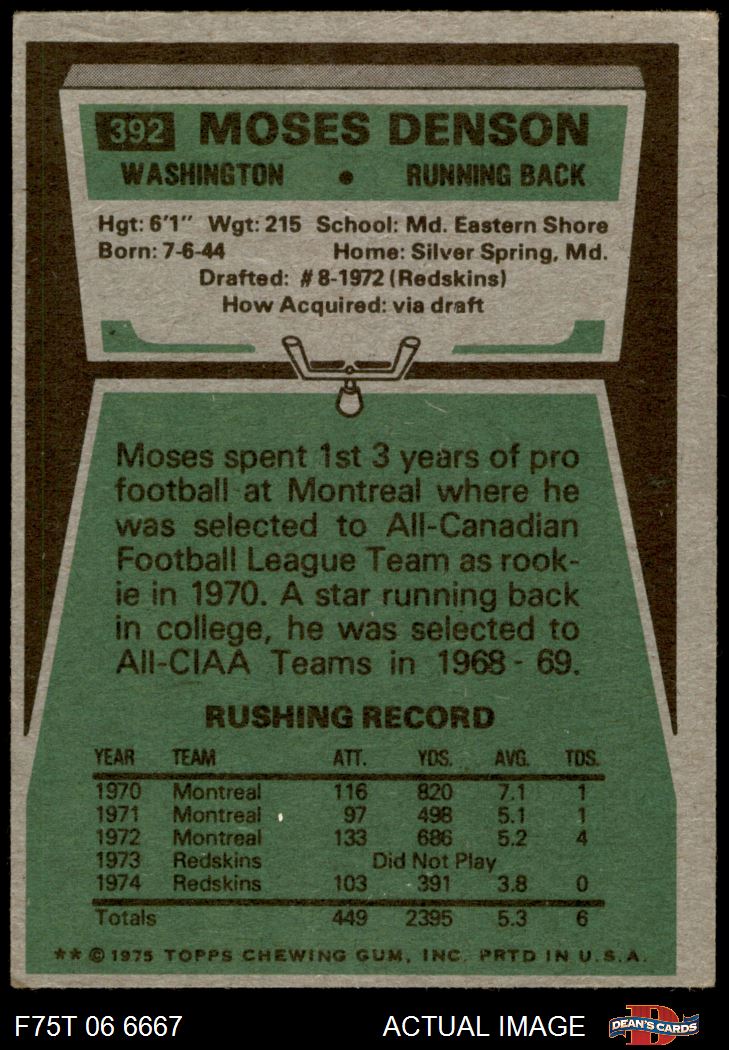 392 MOSES DENSON
WASHINGTON • RUNNING BACK
Hgt: 6'1" Wgt: 215 School: Md. Eastern Shore
Born: 7-6-44 Home: Silver Spring, Md.
Drafted: #8-1972 (Redskins)
How Acquired: via draft
Moses spent 1st 3 years of pro
football at Montreal where he
was selected to All-Canadian
Football League Team as rook-
ie in 1970. A star running back
in college, he was selected to
All-CIAA Teams in 1968 - 69.
RUSHING RECORD
YEAR TEAM ATT. YDS. AVG. TDS.
1970 Montreal 116 820 7.1 1
1971 Montreal 97 498 5.1 1
1972 Montreal 133 686 5.2 4
1973 Redskins Did Not Play
1974 Redskins 103 391 3.8 0
Totals 449 2395 5.3 6
** © 1975 TOPPS CHEWING GUM, INC. PRTD IN U.S.A.
F75T 06 6667 ACTUAL IMAGE D DEAN'S CARDS